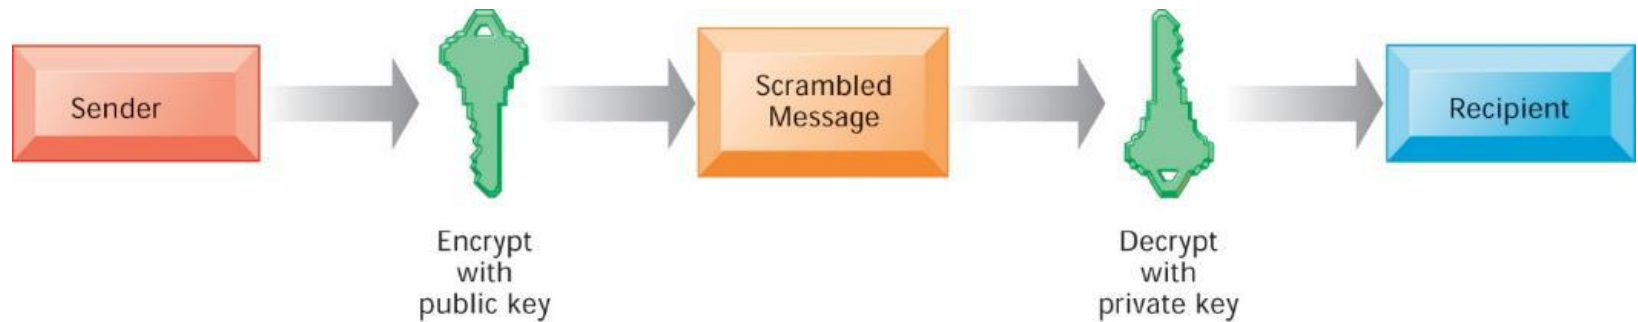 Sender
Encrypt
with
public key
Scrambled
Message
Decrypt
with
private key
Recipient